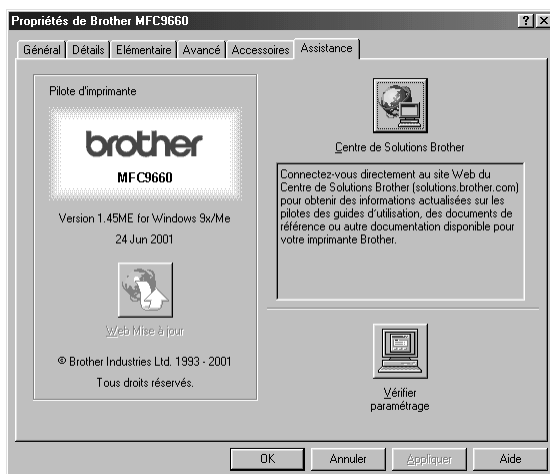 Propriétés de Brother MFC9660
Général Détails Elémentaire Avancé Accessoires Assistance
Pilote d'imprimante
brother
MFC9660
Version 1.45ME for Windows 9x/Me
24 Jun 2001
Web Mise à jour
© Brother Industries Ltd. 1993 - 2001
Tous droits réservés.
Centre de Solutions Brother
Connectez-vous directement au site Web du
Centre de Solutions Brother (solutions.brother.com)
pour obtenir des informations actualisées sur les
pilotes des guides d'utilisation, des documents de
référence ou autre documentation disponible pour
votre imprimante Brother.
Vérifier
paramétrage
OK Annuler Appliquer Aide